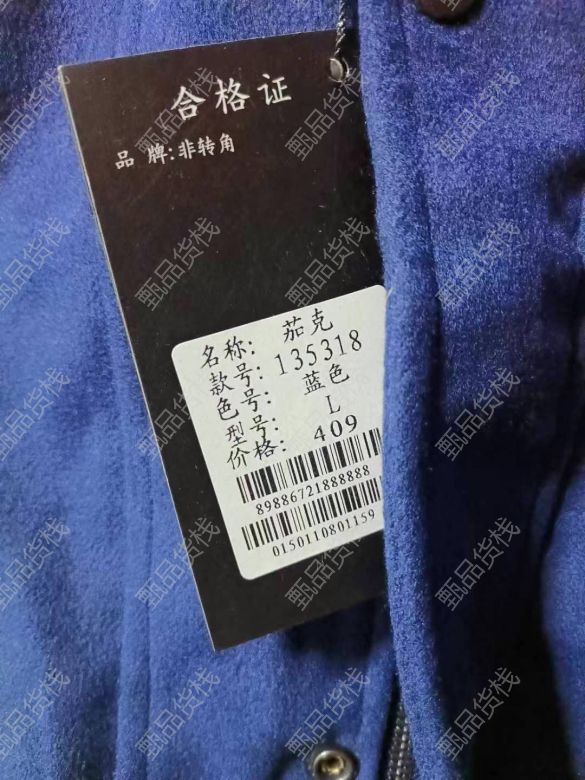 合格证
品 牌:非转角
名称: 茄克
款号: 135318
色号: 蓝色
型号: L
价格: 409
89886721888888
0150110801159
甄品货栈